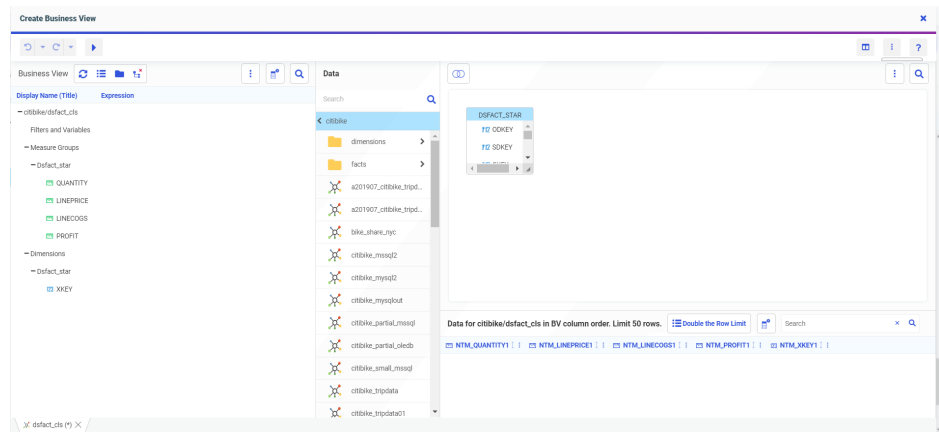 Create Business View
Business View
Display Name (Title) Expression
citibike/dsfact_cls
Filters and Variables
Measure Groups
Dsfact_star
QUANTITY
LINEPRICE
LINECOGS
PROFIT
Dimensions
Dsfact_star
XKEY
Data
Search
citibike
dimensions
facts
a201907_citibike_tripd...
a201907_citibike_tripd...
bike_share_nyc
citibike_mssql2
citibike_mysql2
citibike_mysqlout
citibike_partial_mssql
citibike_partial_oledb
citibike_small_mssql
citibike_tripdata
citibike_tripdata01
DSFACT_STAR
ODKEY
SDKEY
Data for citibike/dsfact_cls in BV column order. Limit 50 rows. Double the Row Limit Search
NTM_QUANTITY1 NTM_LINEPRICE1 NTM_LINECOGS1 NTM_PROFIT1 NTM_XKEY1
dsfact_cls (*)